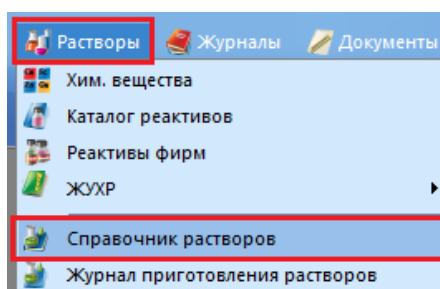 Растворы Журналы Документы
Хим. вещества
Каталог реактивов
Реактивы фирм
ЖУХР
Справочник растворов
Журнал приготовления растворов